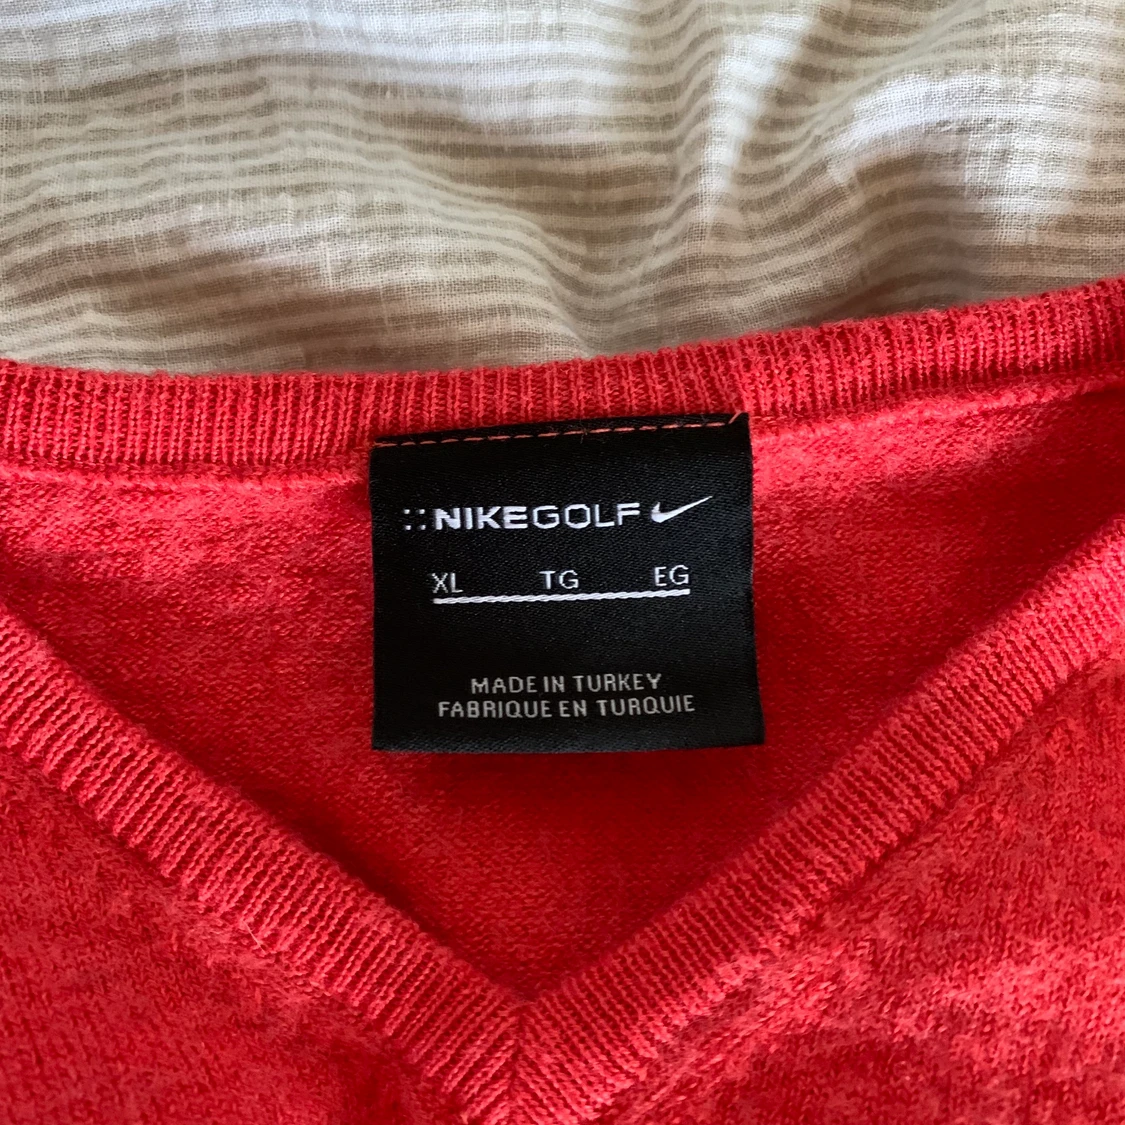 NIKEGOLF
XL TG EG
MADE IN TURKEY
FABRIQUE EN TURQUIE